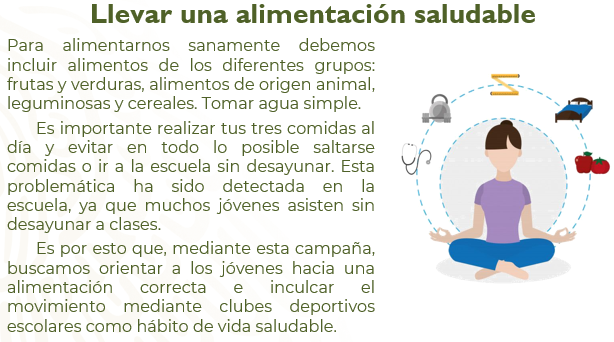 Llevar una alimentación saludable
Para alimentarnos sanamente debemos
incluir alimentos de los diferentes grupos:
frutas y verduras, alimentos de origen animal,
leguminosas y cereales. Tomar agua simple.
Es importante realizar tus tres comidas al
día y evitar en todo lo posible saltarse
comidas o ir a la escuela sin desayunar. Esta
problemática ha sido detectada en la
escuela, ya que muchos jóvenes asisten sin
desayunar a clases.
Es por esto que, mediante esta campaña,
buscamos orientar a los jóvenes hacia una
alimentación correcta e inculcar el
movimiento mediante clubes deportivos
escolares como hábito de vida saludable.